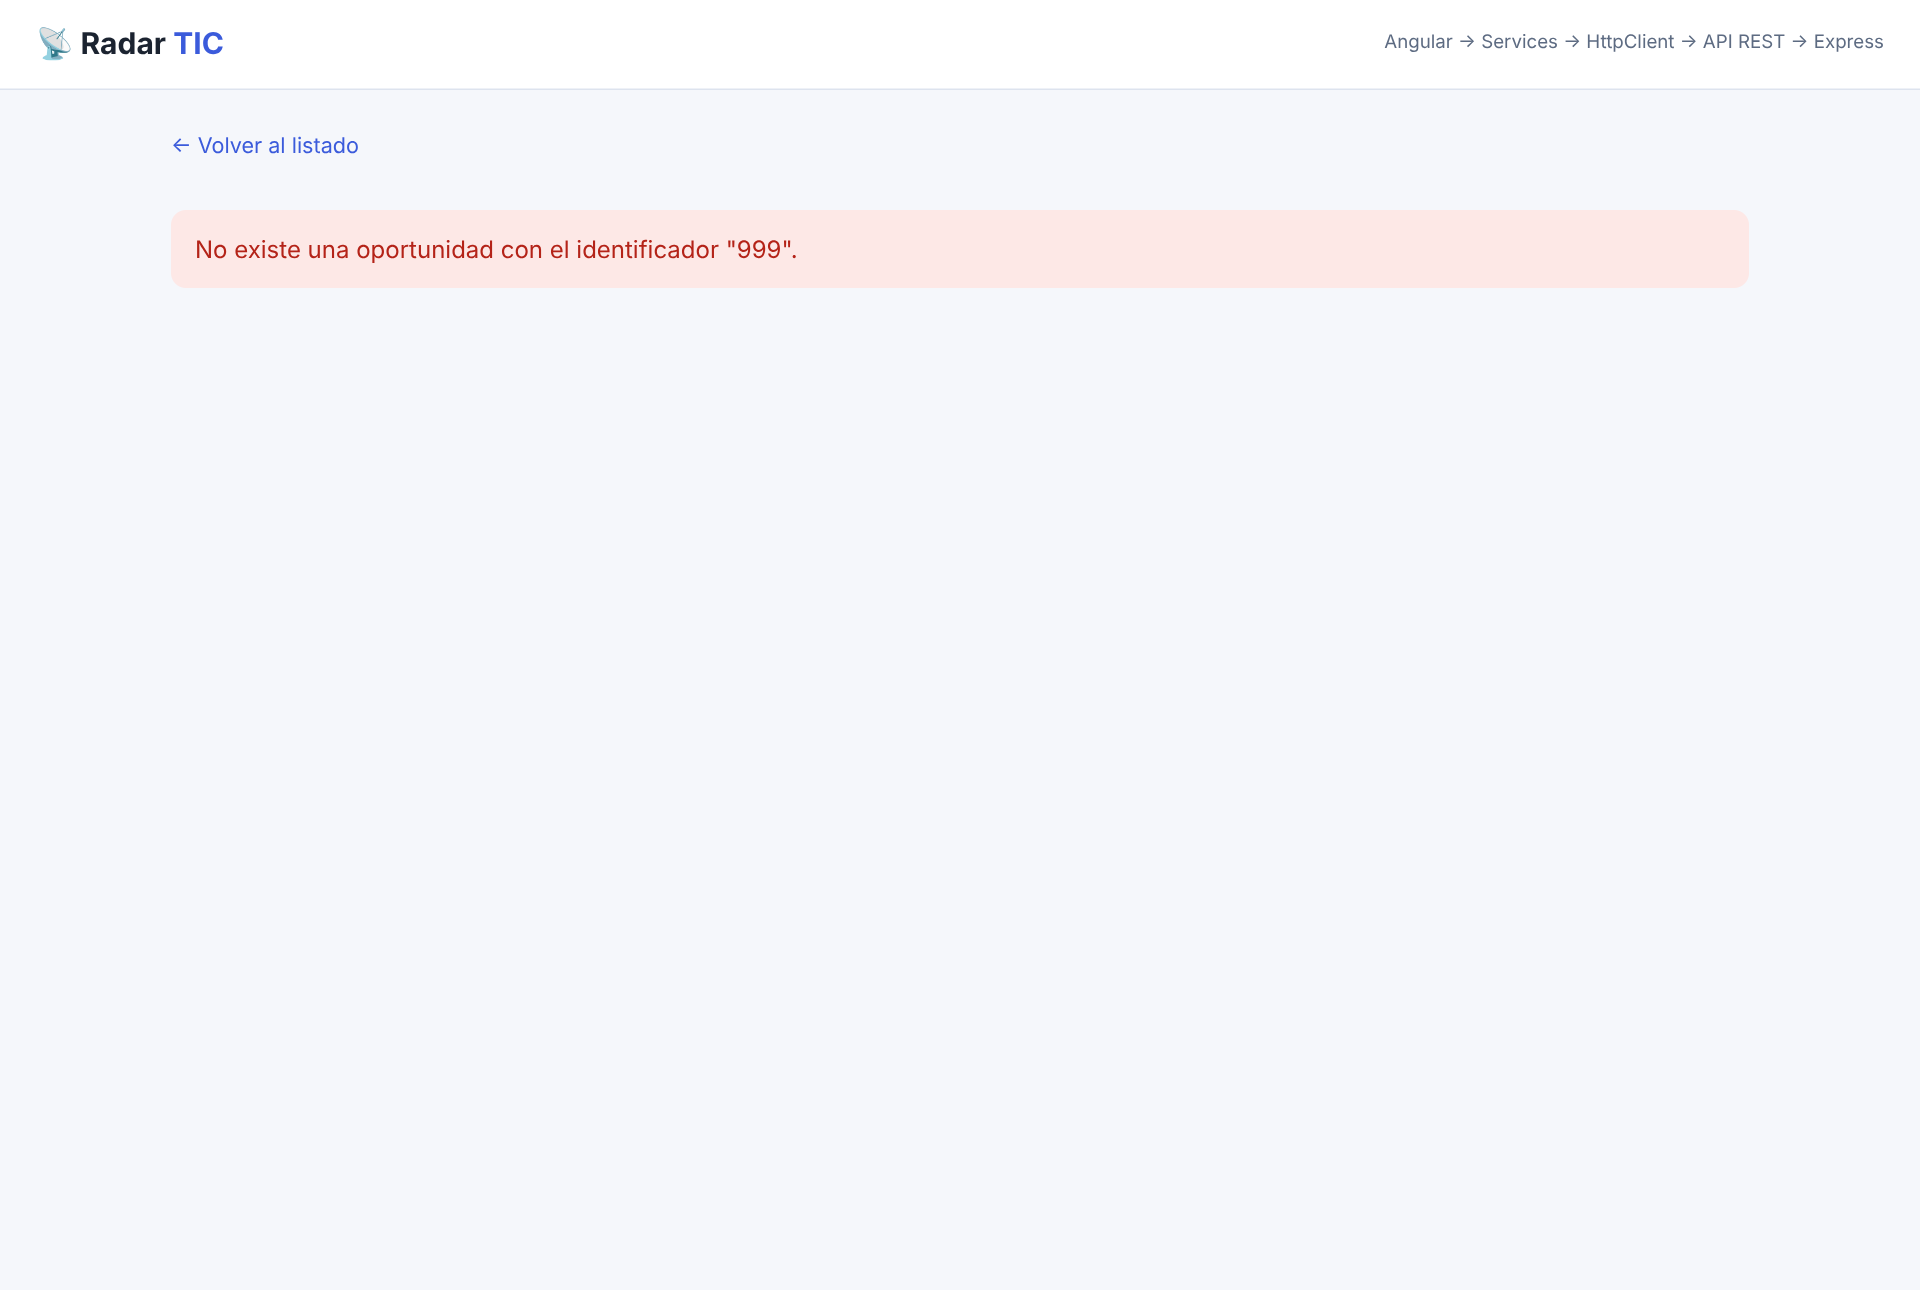 Radar TIC
Angular → Services → HttpClient → API REST → Express
← Volver al listado
No existe una oportunidad con el identificador "999".